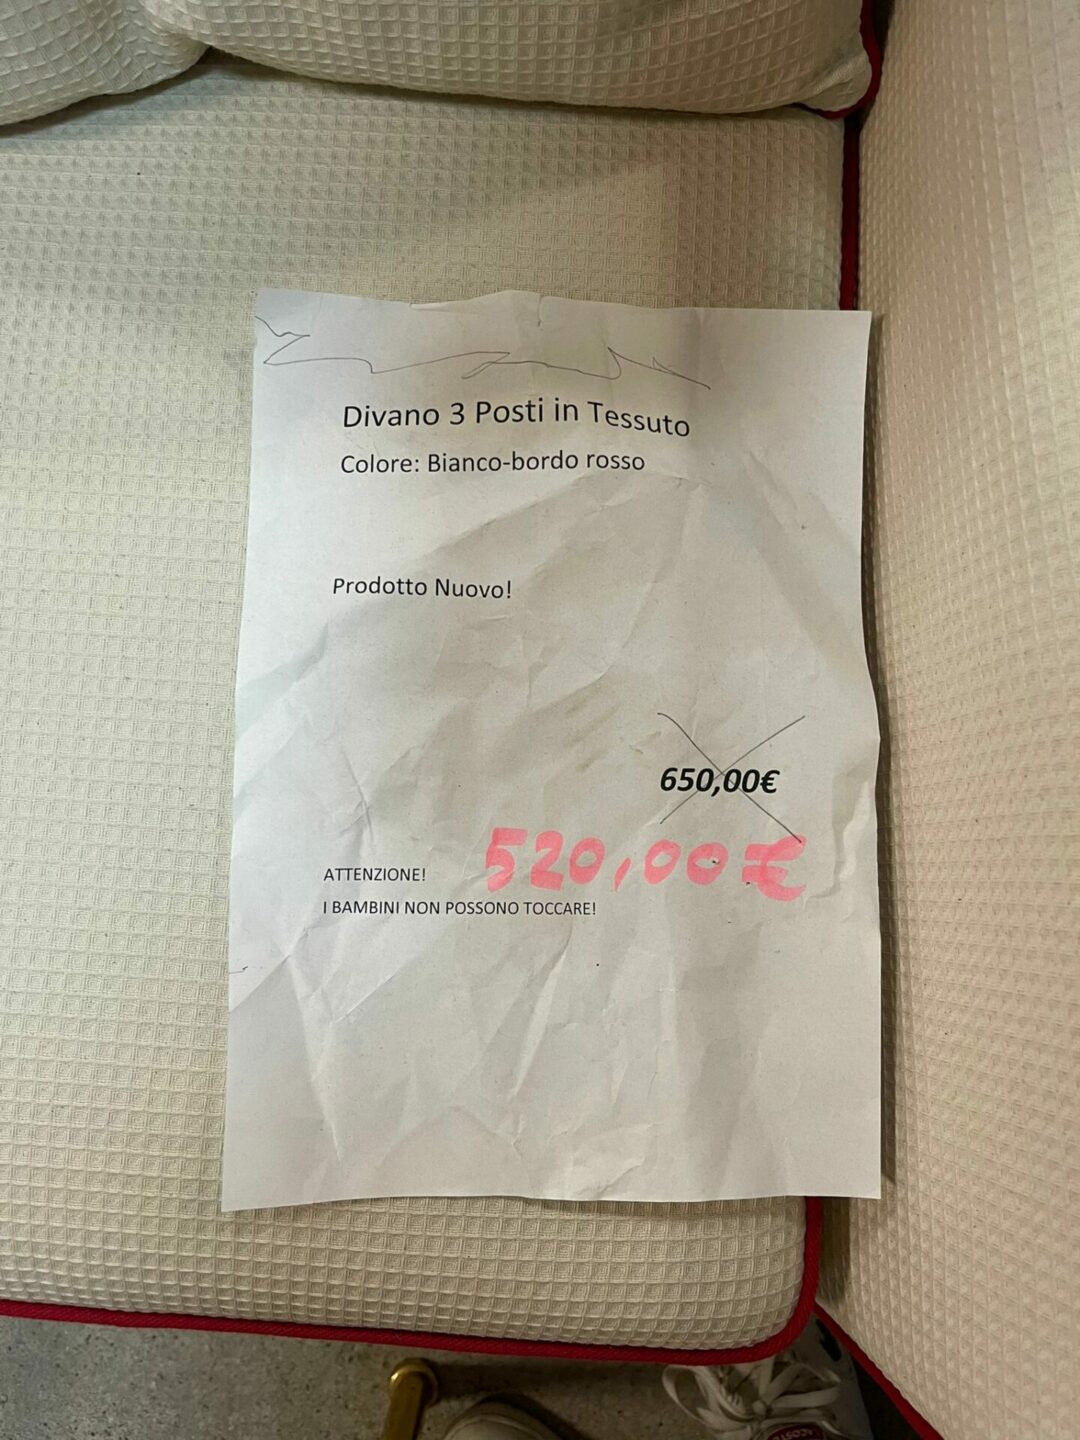 Divano 3 Posti in Tessuto
Colore: Bianco-bordo rosso
Prodotto Nuovo!
650,00€
520,00€
ATTENZIONE!
I BAMBINI NON POSSONO TOCCARE!